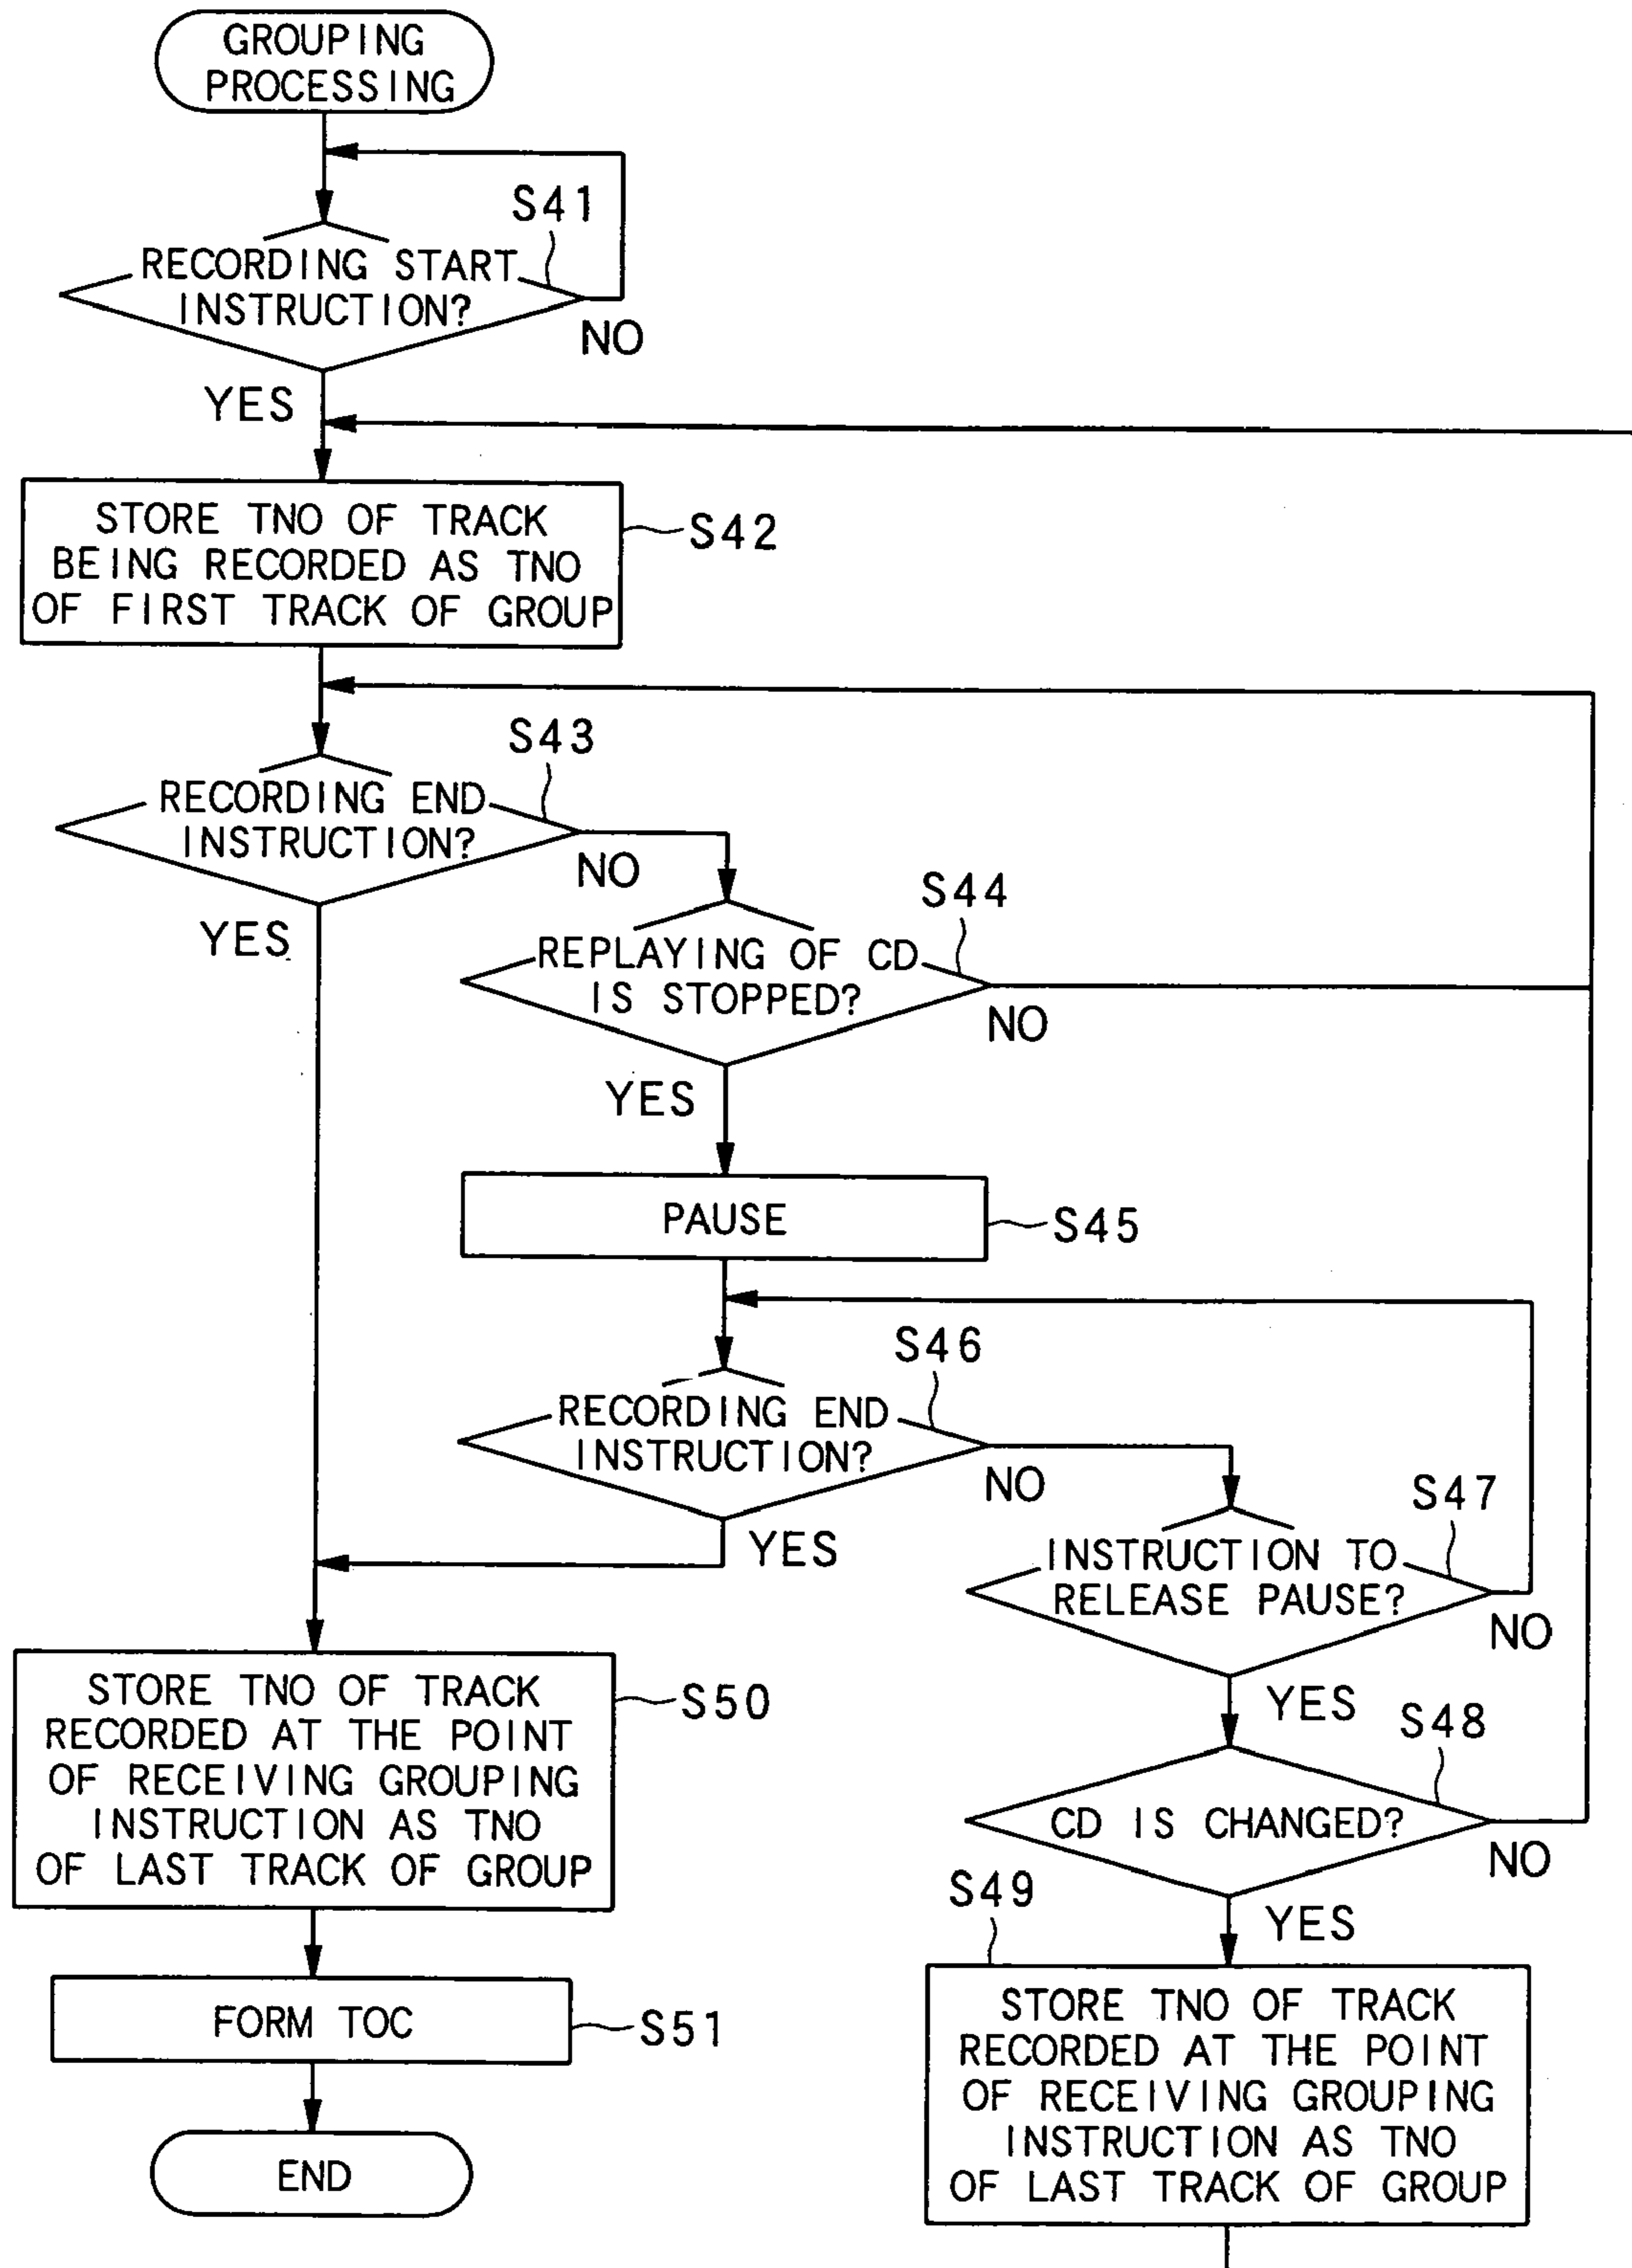 GROUPING
PROCESSING
S41
RECORDING START
INSTRUCTION?
NO
YES
STORE TNO OF TRACK
BEING RECORDED AS TNO
OF FIRST TRACK OF GROUP
S42
S43
RECORDING END
INSTRUCTION?
NO
YES
S44
REPLAYING OF CD
IS STOPPED?
NO
YES
PAUSE
S45
S46
RECORDING END
INSTRUCTION?
NO
YES
S47
INSTRUCTION TO
RELEASE PAUSE?
NO
YES
S48
CD IS CHANGED?
NO
YES
S49
STORE TNO OF TRACK
RECORDED AT THE POINT
OF RECEIVING GROUPING
INSTRUCTION AS TNO
OF LAST TRACK OF GROUP
STORE TNO OF TRACK
RECORDED AT THE POINT
OF RECEIVING GROUPING
INSTRUCTION AS TNO
OF LAST TRACK OF GROUP
S50
FORM TOC
S51
END